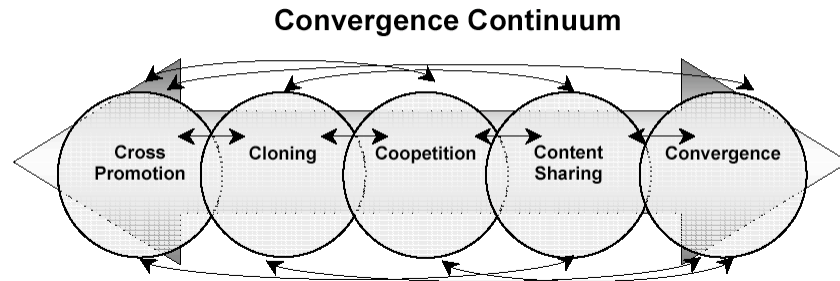 Convergence Continuum
Cross
Promotion
Cloning
Coopetition
Content
Sharing
Convergence